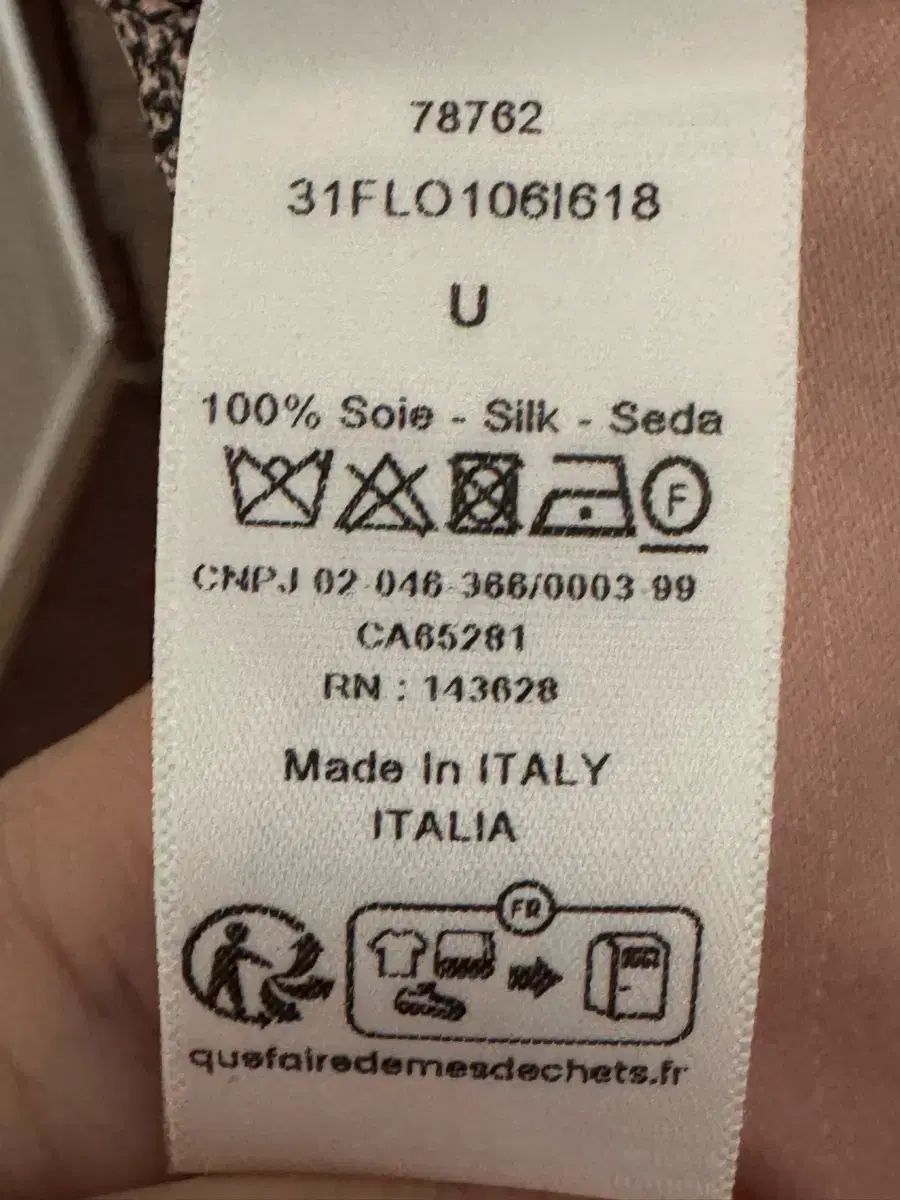 78762
31FLO106I618
U
100% Soie - Silk - Seda
F
CNPJ 02-046-366/0003-99
CA65281
RN : 143628
Made In ITALY
ITALIA
FR
quefairedemesdechets.fr